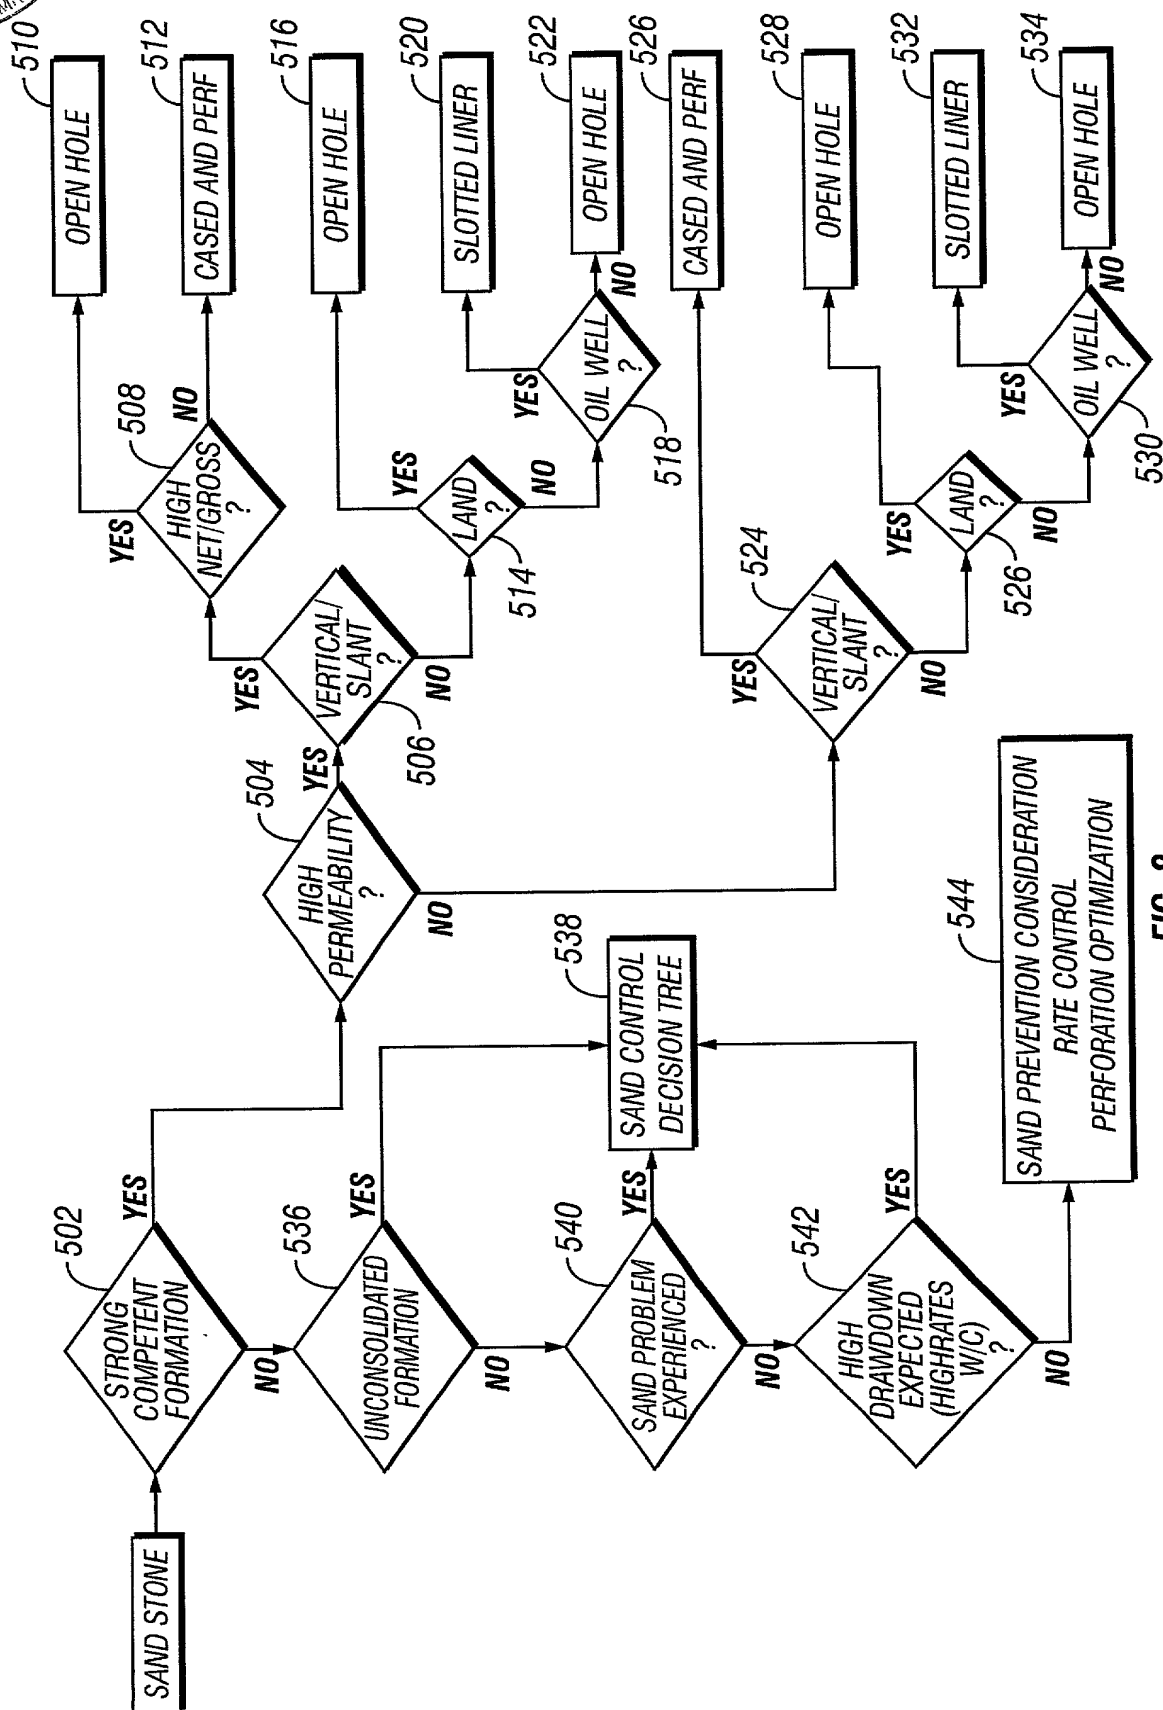 SAND STONE
502
STRONG
COMPETENT
FORMATION
YES
NO
536
UNCONSOLIDATED
FORMATION
YES
NO
540
SAND PROBLEM
EXPERIENCED
?
YES
NO
542
HIGH
DRAWDOWN
EXPECTED
(HIGHRATES
W/C)
?
YES
NO
538
SAND CONTROL
DECISION TREE
544
SAND PREVENTION CONSIDERATION
RATE CONTROL
PERFORATION OPTIMIZATION
504
HIGH
PERMEABILITY
?
YES
NO
506
VERTICAL/
SLANT
?
YES
NO
508
HIGH
NET/GROSS
?
YES
NO
510
OPEN HOLE
512
CASED AND PERF
514
LAND
?
YES
NO
516
OPEN HOLE
518
OIL WELL
?
YES
NO
520
SLOTTED LINER
522
OPEN HOLE
524
VERTICAL/
SLANT
?
YES
NO
526
CASED AND PERF
526
LAND
?
YES
NO
528
OPEN HOLE
530
OIL WELL
?
YES
NO
532
SLOTTED LINER
534
OPEN HOLE